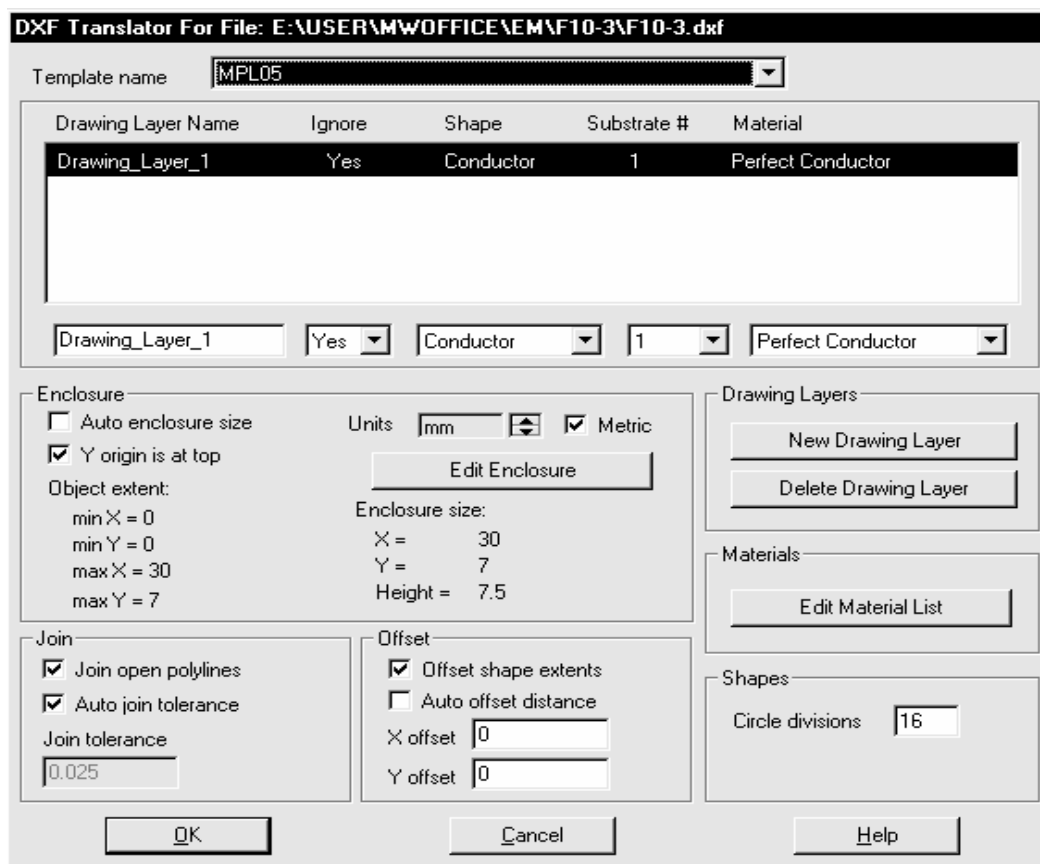 DXF Translator For File: E:\USER\MWOFFICE\EM\F10-3\F10-3.dxf
Template name MPL05
Drawing Layer Name Ignore Shape Substrate # Material
Drawing_Layer_1 Yes Conductor 1 Perfect Conductor
Drawing_Layer_1 Yes Conductor 1 Perfect Conductor
Enclosure
Auto enclosure size
Y origin is at top
Object extent:
min X = 0
min Y = 0
max X = 30
max Y = 7
Units mm Metric
Edit Enclosure
Enclosure size:
X = 30
Y = 7
Height = 7.5
Drawing Layers
New Drawing Layer
Delete Drawing Layer
Materials
Edit Material List
Join
Join open polylines
Auto join tolerance
Join tolerance
0.025
Offset
Offset shape extents
Auto offset distance
X offset 0
Y offset 0
Shapes
Circle divisions 16
OK Cancel Help